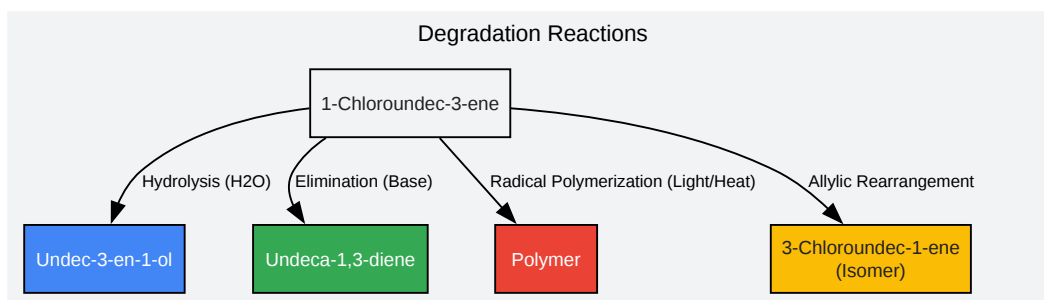 Degradation Reactions
1-Chloroundec-3-ene
Hydrolysis (H2O)
Elimination (Base)
Radical Polymerization (Light/Heat)
Allylic Rearrangement
Undec-3-en-1-ol
Undeca-1,3-diene
Polymer
3-Chloroundec-1-ene
(Isomer)